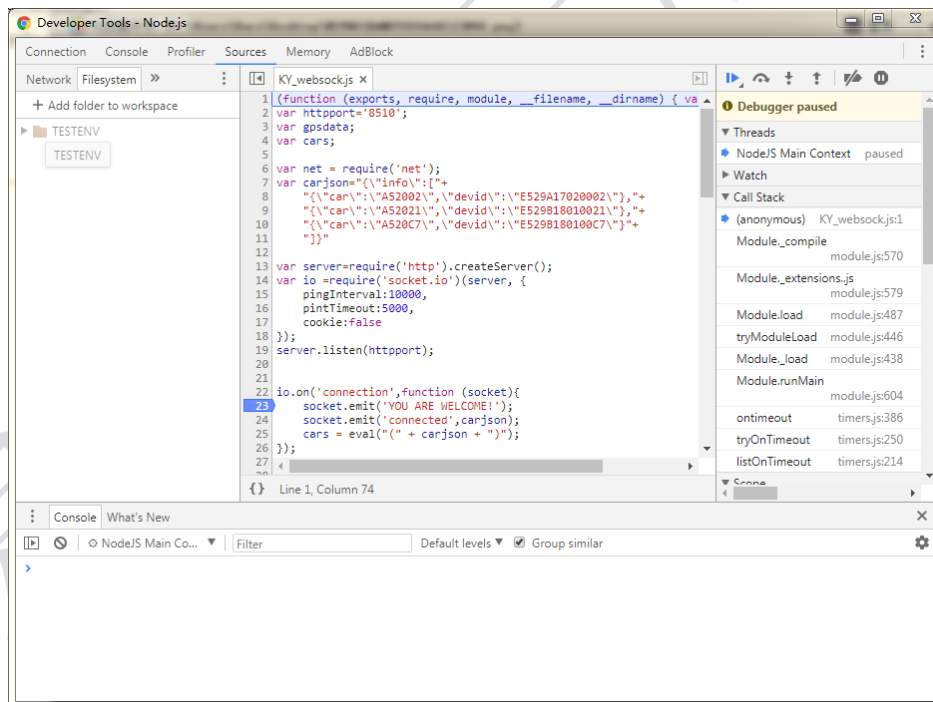 Developer Tools - Node.js
Connection Console Profiler Sources Memory AdBlock
Network Filesystem »
+ Add folder to workspace
TESTENV
TESTENV
KY_websock.js ×
1 (function (exports, require, module, __filename, __dirname) { va
2 var httpport='8510';
3 var gpsdata;
4 var cars;
5
6 var net = require('net');
7 var carjson="{\"info\":["+
8 "{\"car\":\"A52002\",\"devid\":\"E529A17020002\"},"+
9 "{\"car\":\"A52021\",\"devid\":\"E529B18010021\"},"+
10 "{\"car\":\"A520C7\",\"devid\":\"E529B180100C7\"}"+
11 "]}"
12
13 var server=require('http').createServer();
14 var io =require('socket.io')(server, {
15 pingInterval:10000,
16 pintTimeout:5000,
17 cookie:false
18 });
19 server.listen(httpport);
20
21
22 io.on('connection',function (socket){
23 socket.emit('YOU ARE WELCOME!');
24 socket.emit('connected',carjson);
25 cars = eval("(" + carjson + ")");
26 });
27
{} Line 1, Column 74
Debugger paused
Threads
NodeJS Main Context paused
Watch
Call Stack
(anonymous) KY_websock.js:1
Module._compile
module.js:570
Module._extensions..js
module.js:579
Module.load module.js:487
tryModuleLoad module.js:446
Module._load module.js:438
Module.runMain
module.js:604
ontimeout timers.js:386
tryOnTimeout timers.js:250
listOnTimeout timers.js:214
Scope
Console What's New
NodeJS Main Co... Filter Default levels Group similar